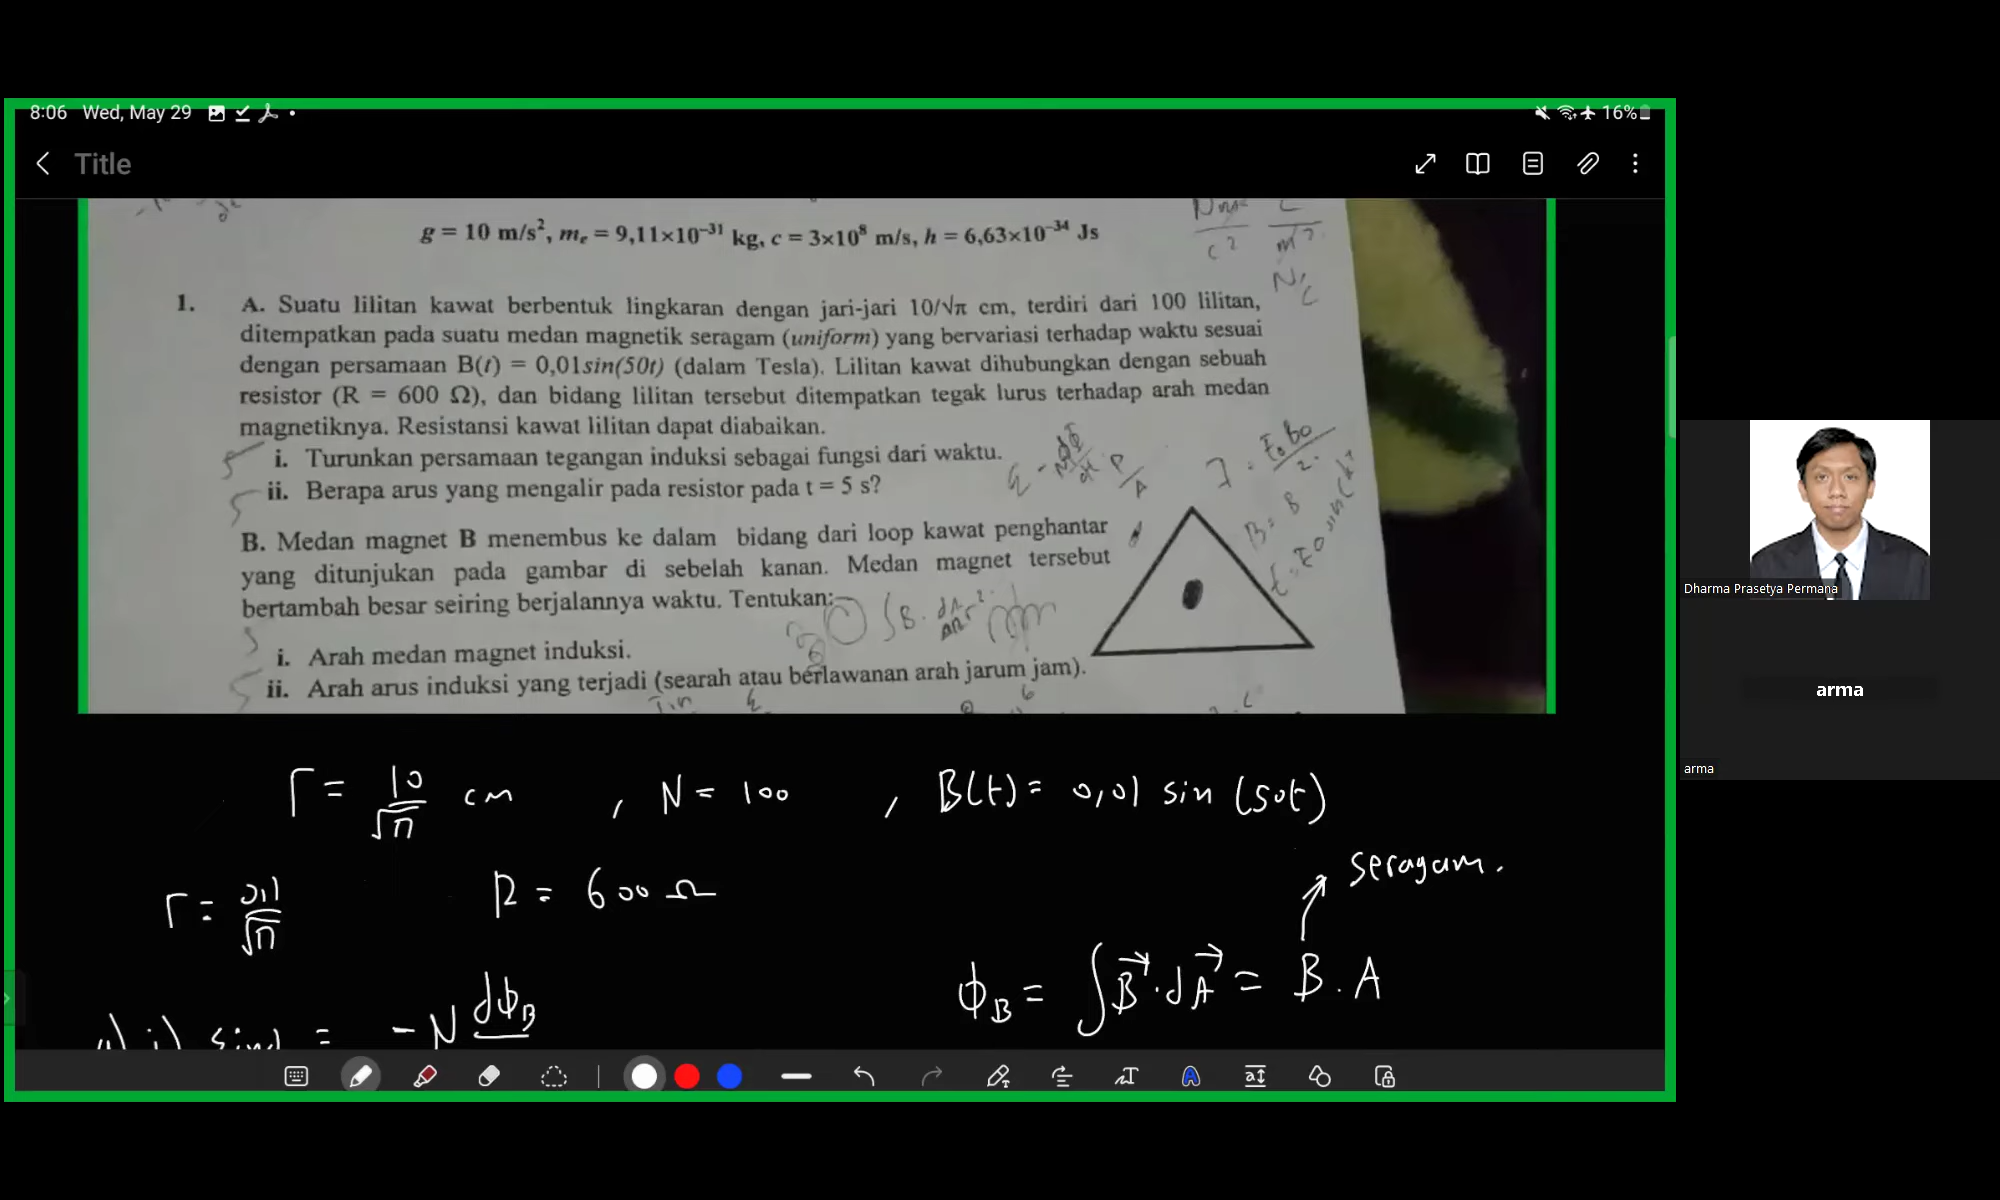 8:06 Wed, May 29
16%
Title
g = 10 m/s², mₑ = 9,11×10⁻³¹ kg, c = 3×10⁸ m/s, h = 6,63×10⁻³⁴ Js
1. A. Suatu lilitan kawat berbentuk lingkaran dengan jari-jari 10/√π cm, terdiri dari 100 lilitan,
ditempatkan pada suatu medan magnetik seragam (uniform) yang bervariasi terhadap waktu sesuai
dengan persamaan B(t) = 0,01sin(50t) (dalam Tesla). Lilitan kawat dihubungkan dengan sebuah
resistor (R = 600 Ω), dan bidang lilitan tersebut ditempatkan tegak lurus terhadap arah medan
magnetiknya. Resistansi kawat lilitan dapat diabaikan.
i. Turunkan persamaan tegangan induksi sebagai fungsi dari waktu.
ii. Berapa arus yang mengalir pada resistor pada t = 5 s?
B. Medan magnet B menembus ke dalam bidang dari loop kawat penghantar
yang ditunjukan pada gambar di sebelah kanan. Medan magnet tersebut
bertambah besar seiring berjalannya waktu. Tentukan:
i. Arah medan magnet induksi.
ii. Arah arus induksi yang terjadi (searah atau berlawanan arah jarum jam).
r = 10/√π cm , N = 100 , B(t) = 0,01 sin (50t)
seragam.
r = 0,1/√π R = 600 Ω
ϕB = ∫B⃗·dA⃗ = B . A
= -N dϕB
Dharma Prasetya Permana
arma
arma